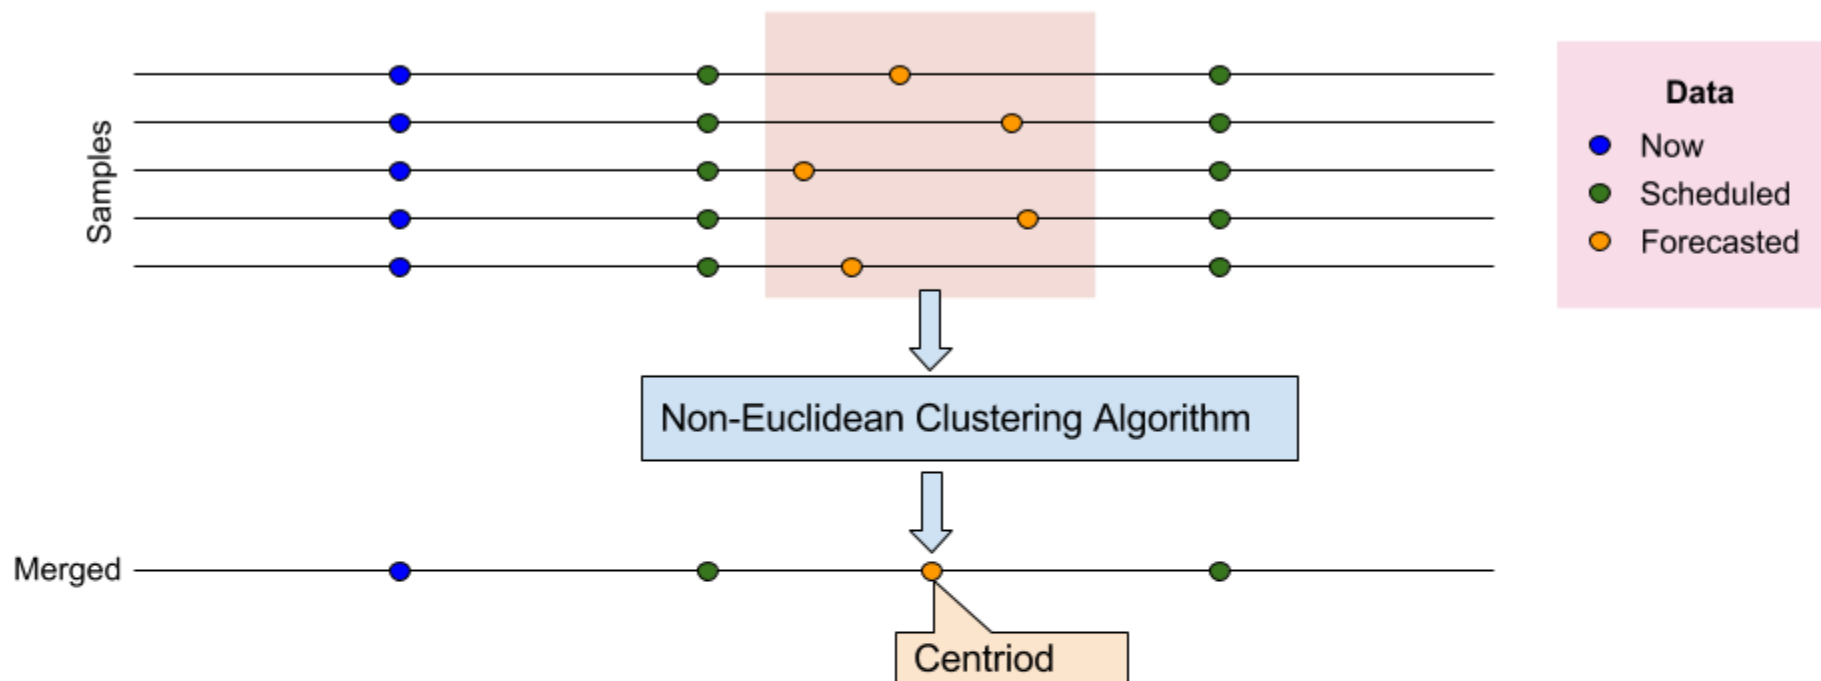 Samples
Data
Now
Scheduled
Forecasted
Non-Euclidean Clustering Algorithm
Merged
Centriod